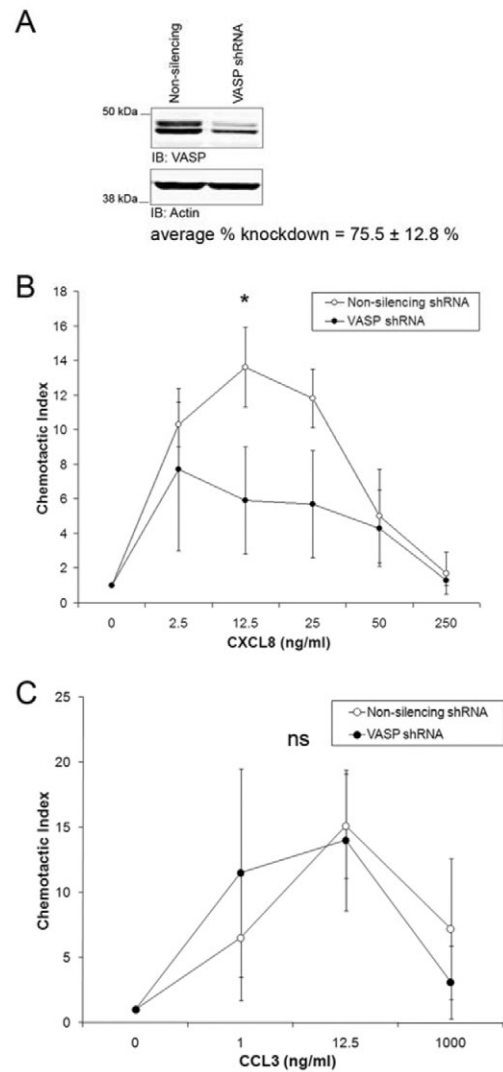 A
Non-silencing
VASP shRNA
50 kDa
IB: VASP
38 kDa
IB: Actin
average % knockdown = 75.5 ± 12.8 %
B
*
Non-silencing shRNA
VASP shRNA
Chemotactic Index
18
16
14
12
10
8
6
4
2
0
0 2.5 12.5 25 50 250
CXCL8 (ng/ml)
C
ns
Non-silencing shRNA
VASP shRNA
Chemotactic Index
25
20
15
10
5
0
0 1 12.5 1000
CCL3 (ng/ml)